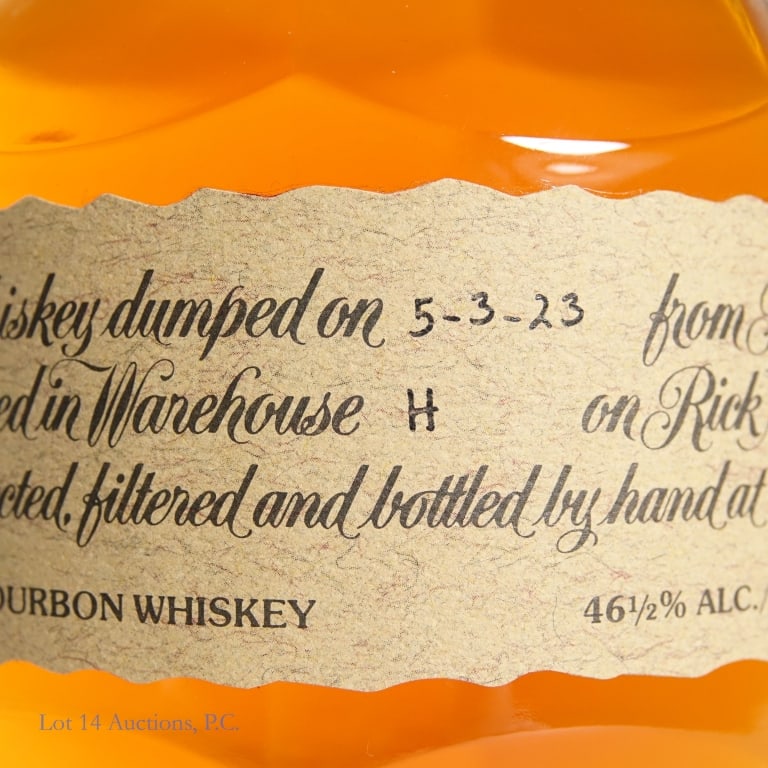 iskey dumped on 5-3-23 from
ed in Warehouse H on Rick
cted, filtered and bottled by hand at
OURBON WHISKEY 46½% ALC./
Lot 14 Auctions, P.C.